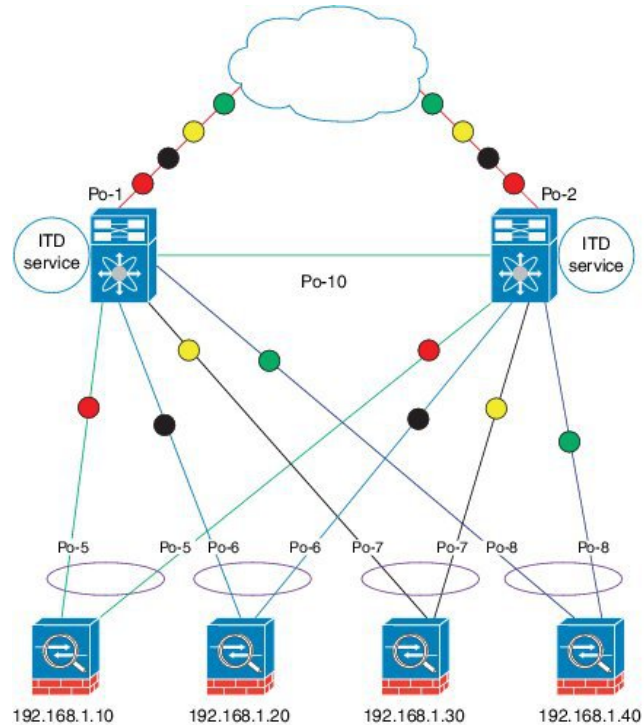 Po-1
Po-2
ITD
service
ITD
service
Po-10
Po-5
Po-5
Po-6
Po-6
Po-7
Po-7
Po-8
Po-8
192.168.1.10
192.168.1.20
192.168.1.30
192.168.1.40